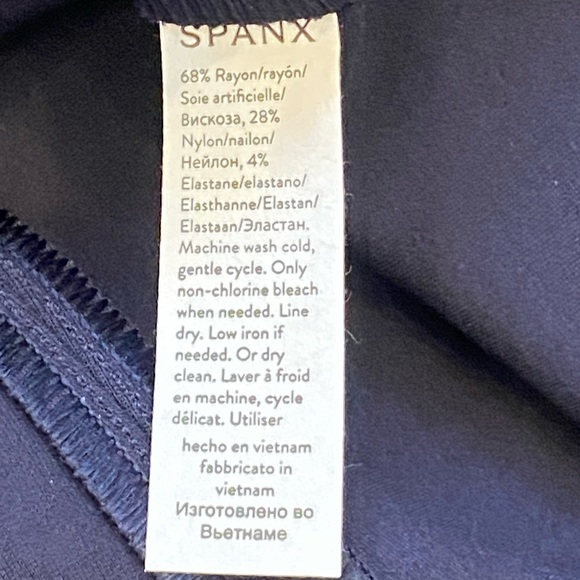 SPANX
68% Rayon/rayón/
Soie artificielle/
Вискоза, 28%
Nylon/nailon/
Нейлон, 4%
Elastane/elastano/
Elasthanne/Elastan/
Elastaan/Эластан.
Machine wash cold,
gentle cycle. Only
non-chlorine bleach
when needed. Line
dry. Low iron if
needed. Or dry
clean. Laver à froid
en machine, cycle
délicat. Utiliser
hecho en vietnam
fabbricato in
vietnam
Изготовлено во
Вьетнаме